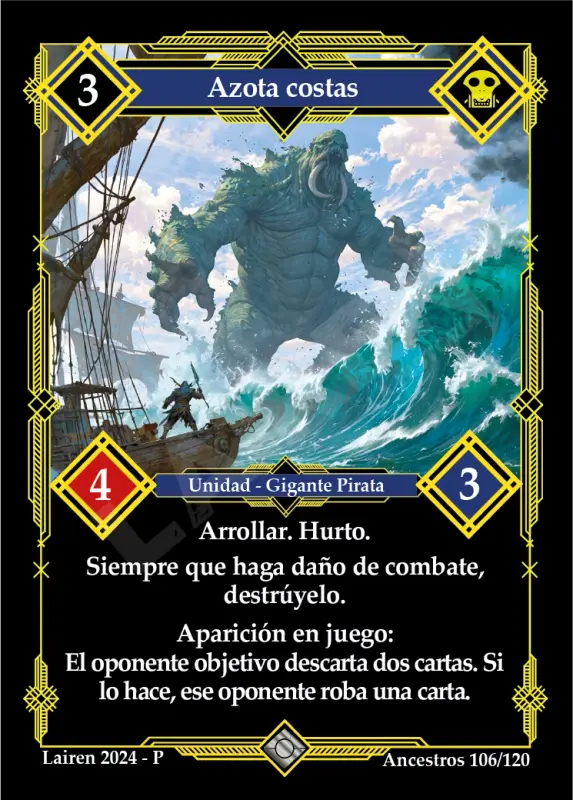 3
Azota costas
4
Unidad - Gigante Pirata
3
Arrollar. Hurto.
Siempre que haga daño de combate,
destrúyelo.
Aparición en juego:
El oponente objetivo descarta dos cartas. Si
lo hace, ese oponente roba una carta.
Lairen 2024 - P
Ancestros 106/120